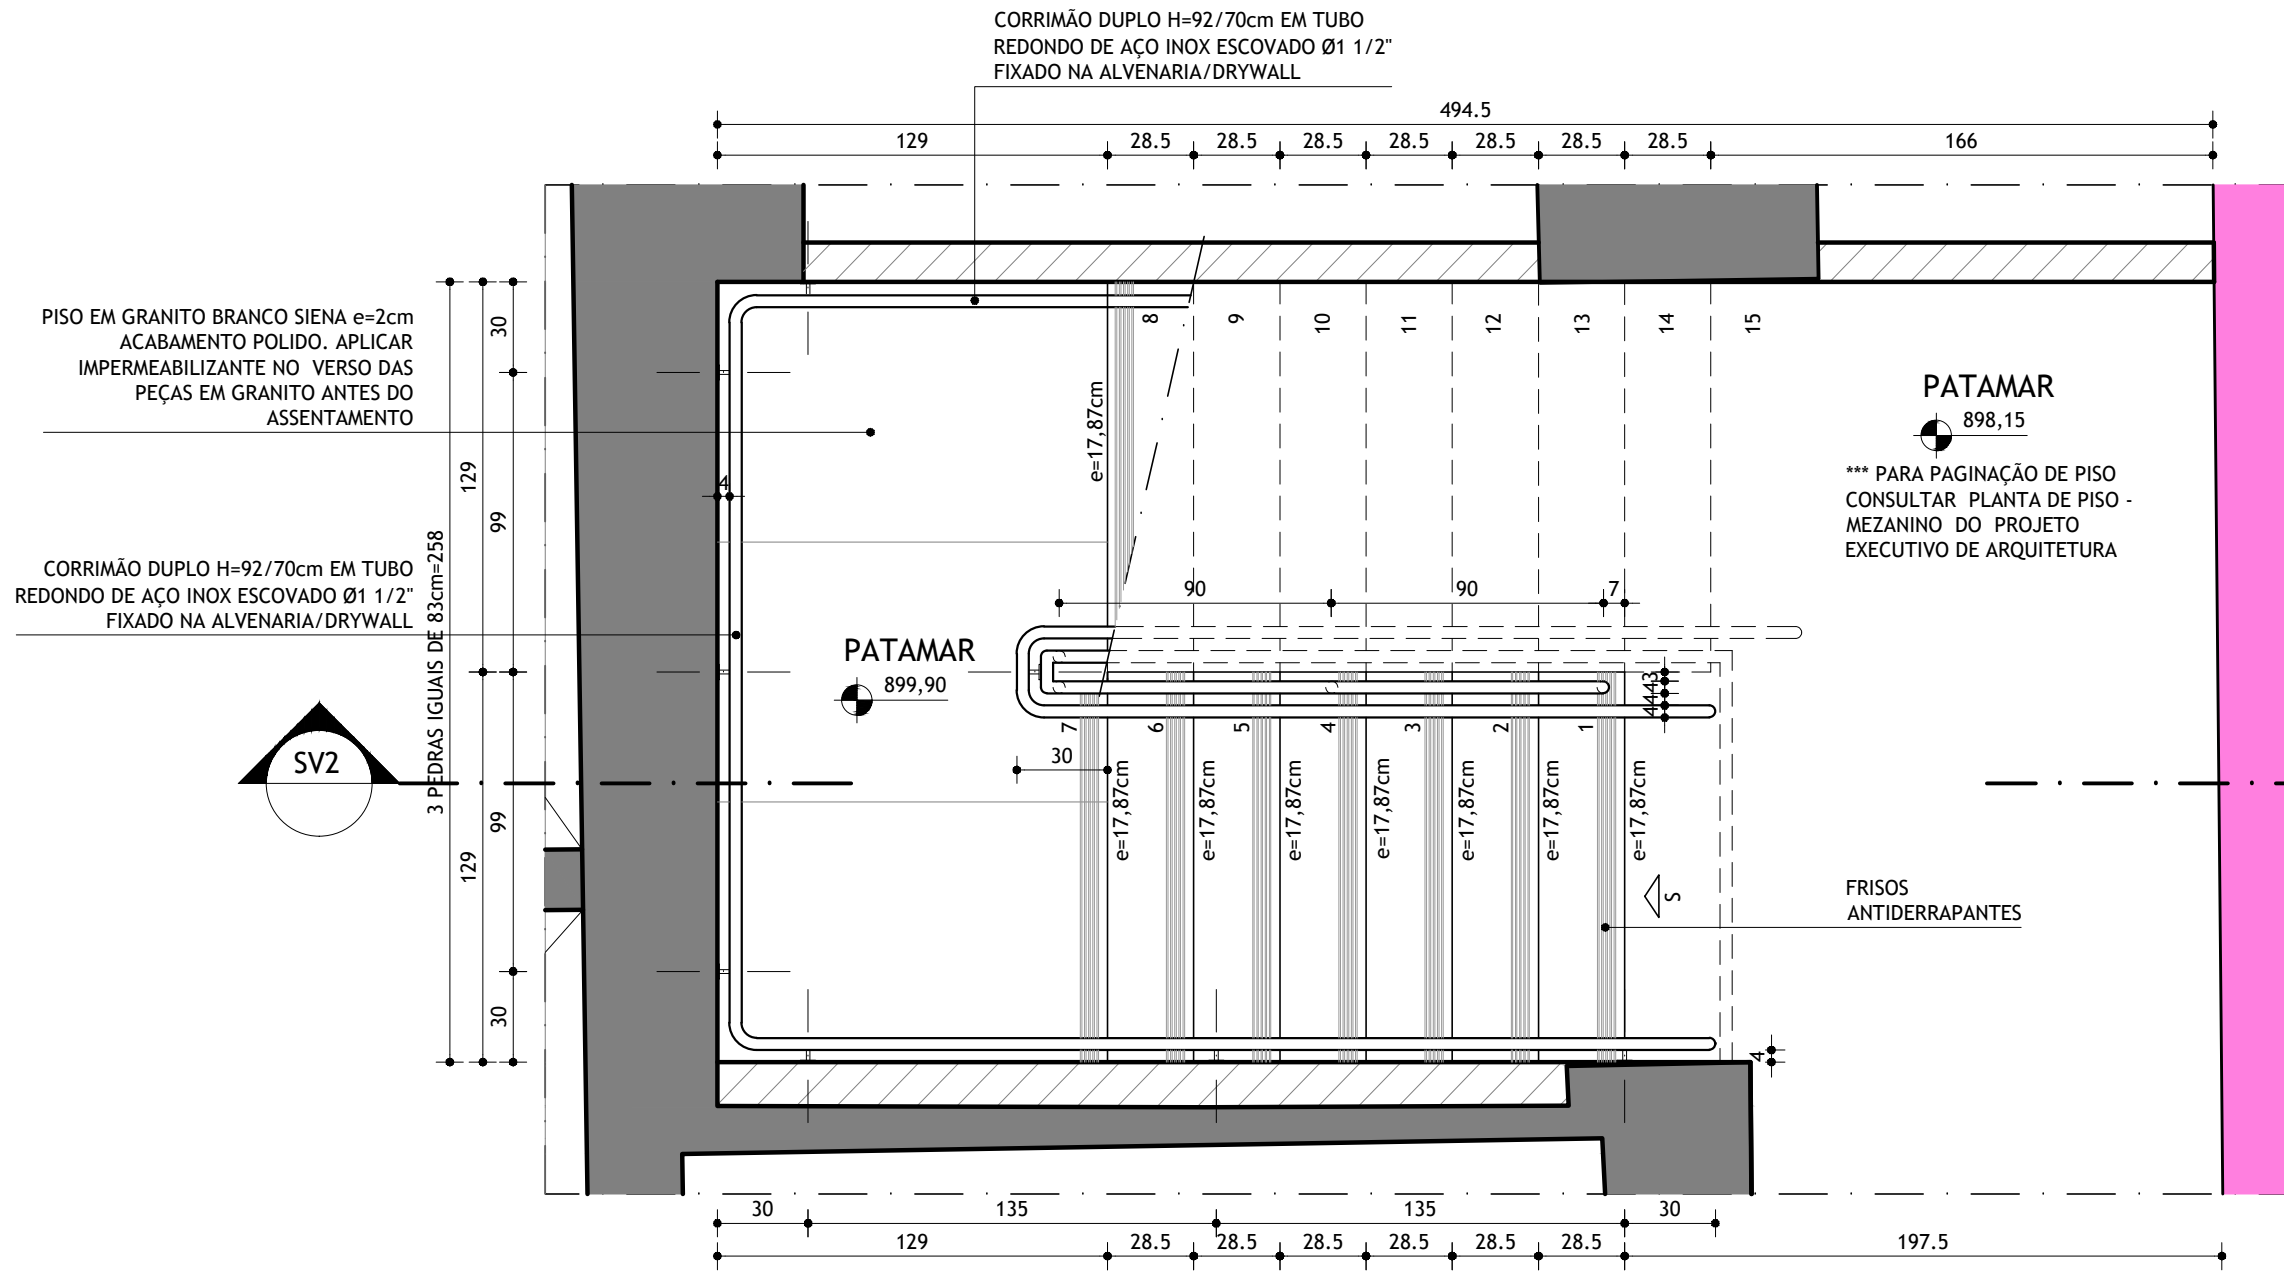 CORRIMÃO DUPLO H=92/70cm EM TUBO
REDONDO DE AÇO INOX ESCOVADO Ø1 1/2"
FIXADO NA ALVENARIA/DRYWALL
494.5
129 28.5 28.5 28.5 28.5 28.5 28.5 28.5 166
PISO EM GRANITO BRANCO SIENA e=2cm
ACABAMENTO POLIDO. APLICAR
IMPERMEABILIZANTE NO VERSO DAS
PEÇAS EM GRANITO ANTES DO
ASSENTAMENTO
CORRIMÃO DUPLO H=92/70cm EM TUBO
REDONDO DE AÇO INOX ESCOVADO Ø1 1/2"
FIXADO NA ALVENARIA/DRYWALL
3 PEDRAS IGUAIS DE 83cm=258
129
129
30
99
99
30
4
8 9 10 11 12 13 14 15
e=17,87cm
PATAMAR
898,15
*** PARA PAGINAÇÃO DE PISO
CONSULTAR PLANTA DE PISO -
MEZANINO DO PROJETO
EXECUTIVO DE ARQUITETURA
90 90 7
PATAMAR
899,90
3
4
4
4
7 6 5 4 3 2 1
30
SV2
e=17,87cm e=17,87cm e=17,87cm e=17,87cm e=17,87cm e=17,87cm e=17,87cm
S
FRISOS
ANTIDERRAPANTES
4
30 135 135 30
129 28.5 28.5 28.5 28.5 28.5 28.5 197.5